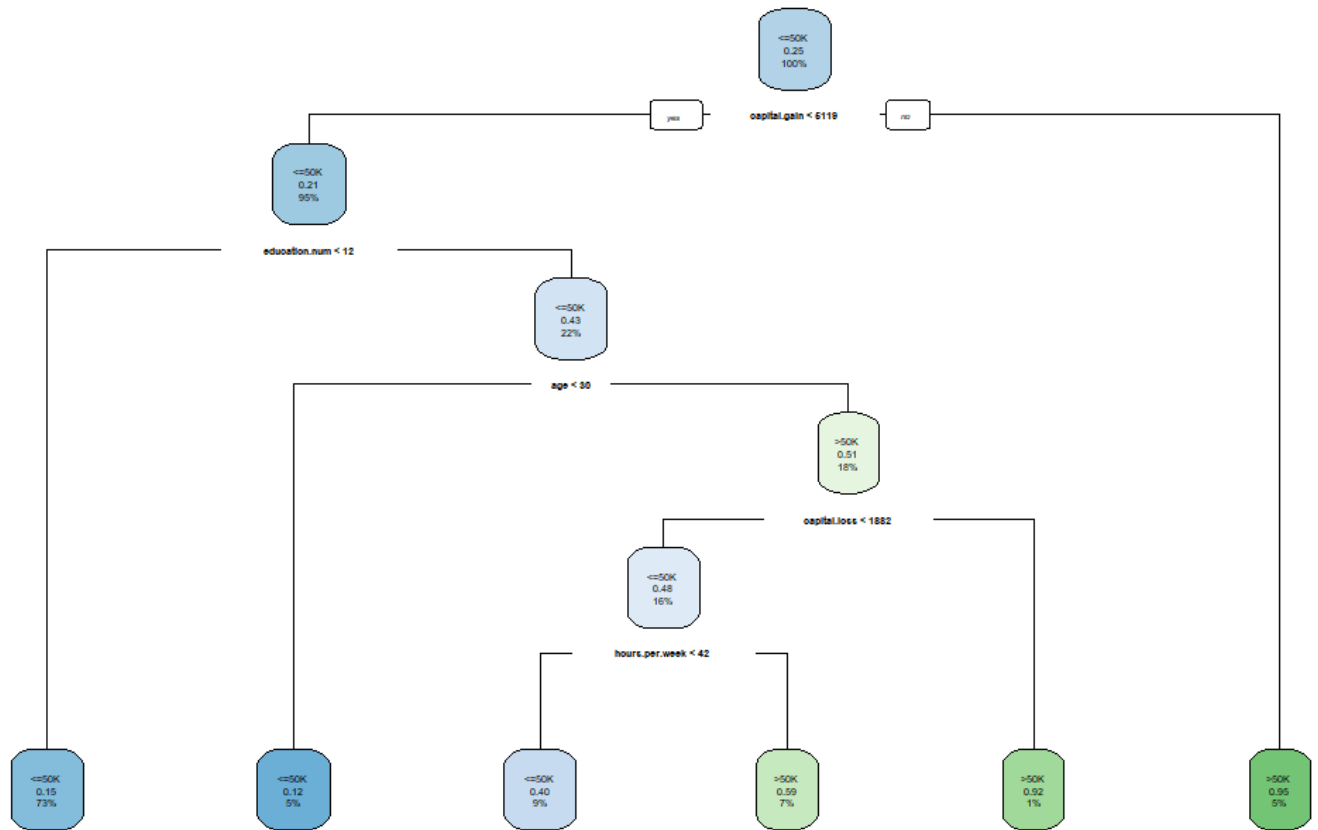 <=50K
0.25
100%
yes
capital.gain < 5119
no
<=50K
0.21
95%
education.num < 12
<=50K
0.43
22%
age < 30
>50K
0.51
18%
capital.loss < 1882
<=50K
0.48
16%
hours.per.week < 42
<=50K
0.15
73%
<=50K
0.12
5%
<=50K
0.40
9%
>50K
0.59
7%
>50K
0.92
1%
>50K
0.95
5%